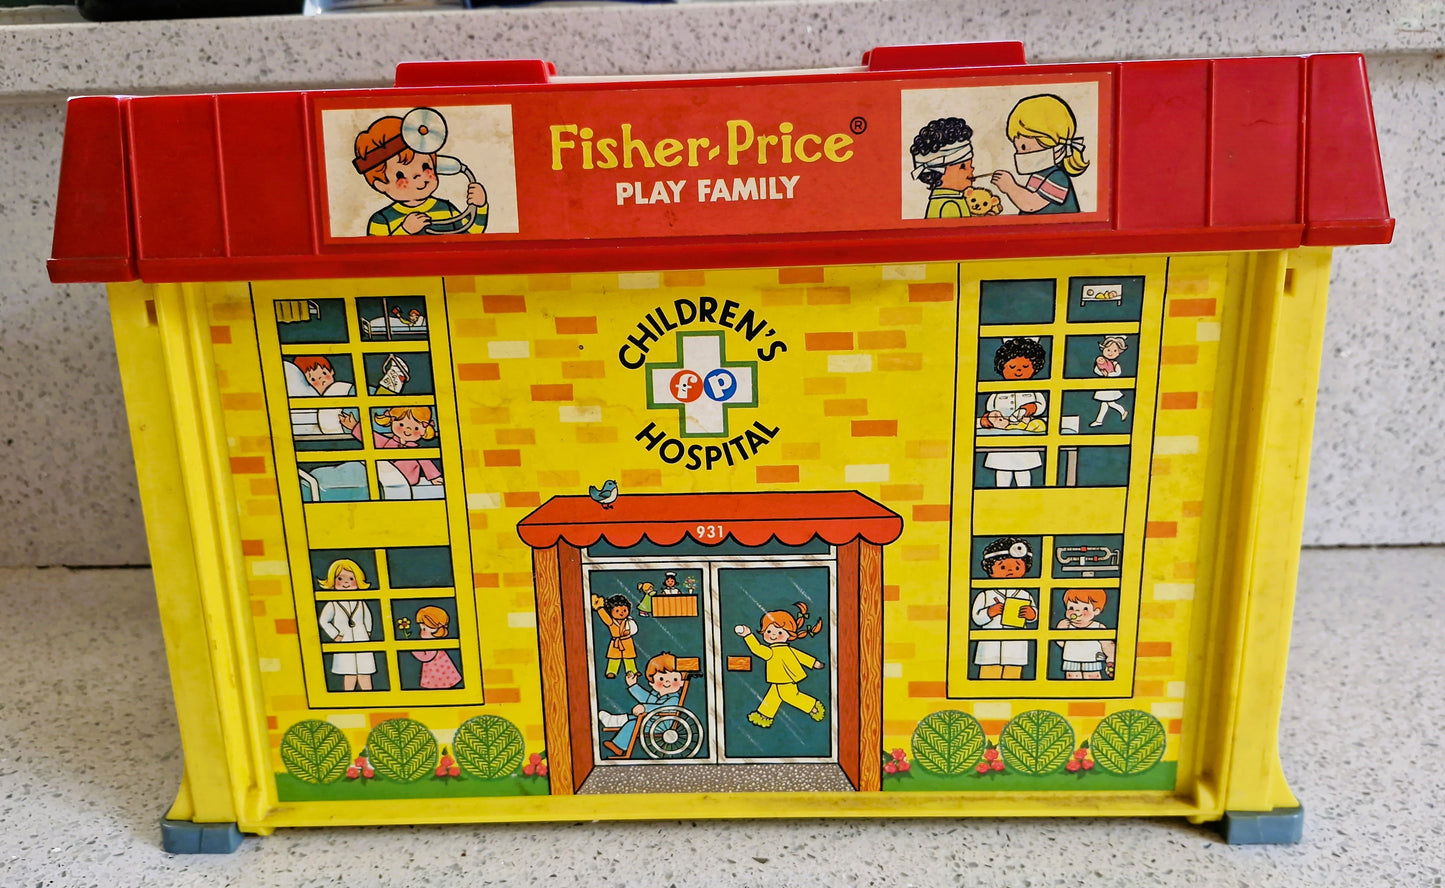 Fisher-Price®
PLAY FAMILY
CHILDREN'S
fp
HOSPITAL
931